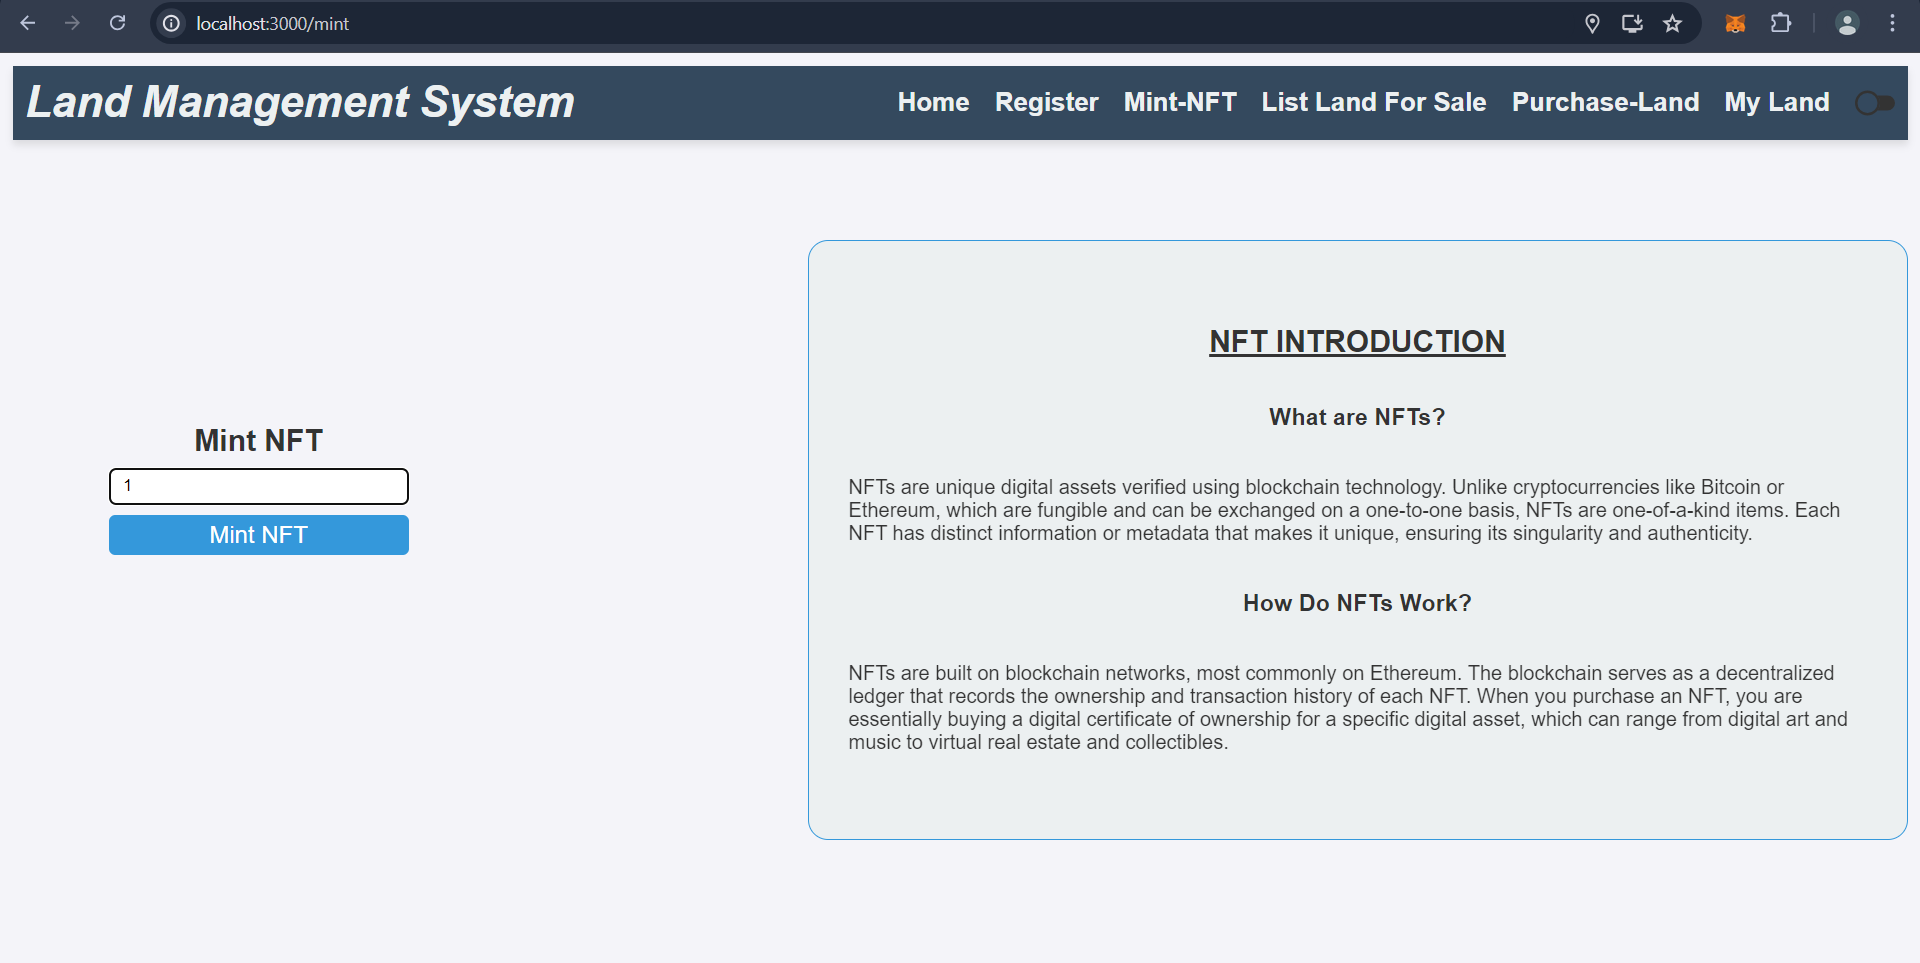 localhost:3000/mint
Land Management System
Home Register Mint-NFT List Land For Sale Purchase-Land My Land
Mint NFT
1
Mint NFT
NFT INTRODUCTION
What are NFTs?
NFTs are unique digital assets verified using blockchain technology. Unlike cryptocurrencies like Bitcoin or
Ethereum, which are fungible and can be exchanged on a one-to-one basis, NFTs are one-of-a-kind items. Each
NFT has distinct information or metadata that makes it unique, ensuring its singularity and authenticity.
How Do NFTs Work?
NFTs are built on blockchain networks, most commonly on Ethereum. The blockchain serves as a decentralized
ledger that records the ownership and transaction history of each NFT. When you purchase an NFT, you are
essentially buying a digital certificate of ownership for a specific digital asset, which can range from digital art and
music to virtual real estate and collectibles.